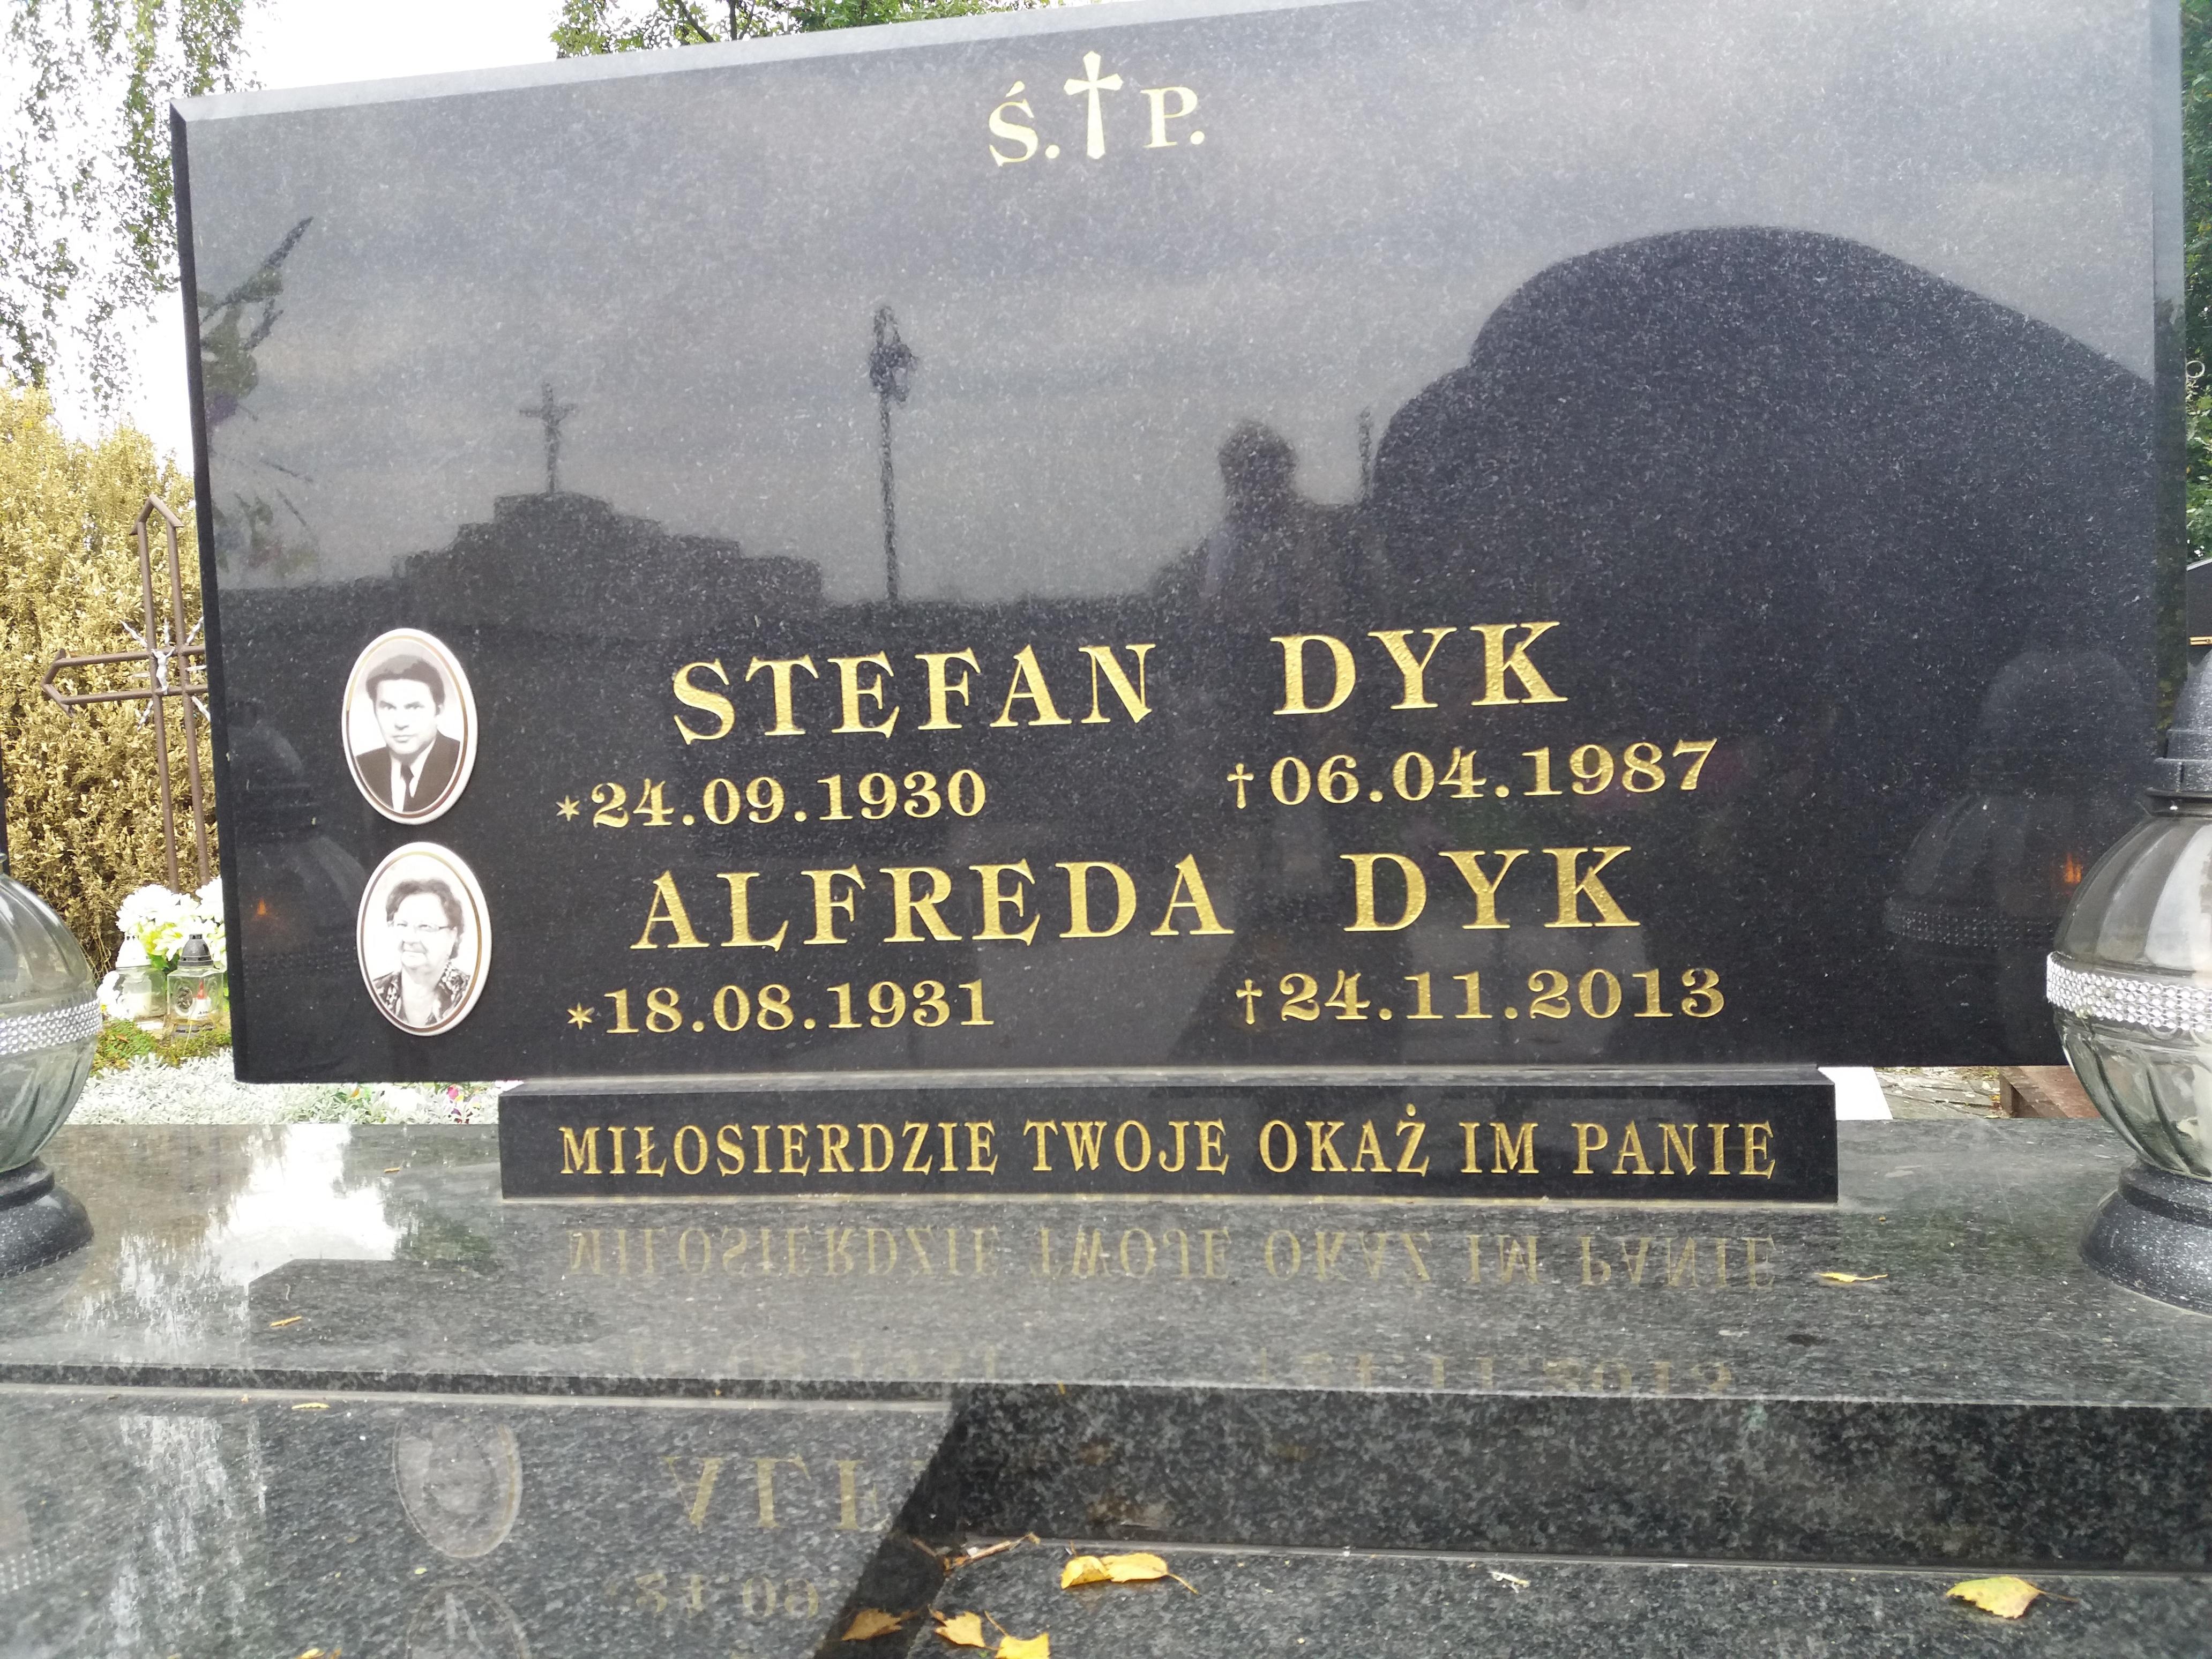 Ś.†P.
STEFAN DYK
*24.09.1930 †06.04.1987
ALFREDA DYK
*18.08.1931 †24.11.2013
MIŁOSIERDZIE TWOJE OKAŻ IM PANIE